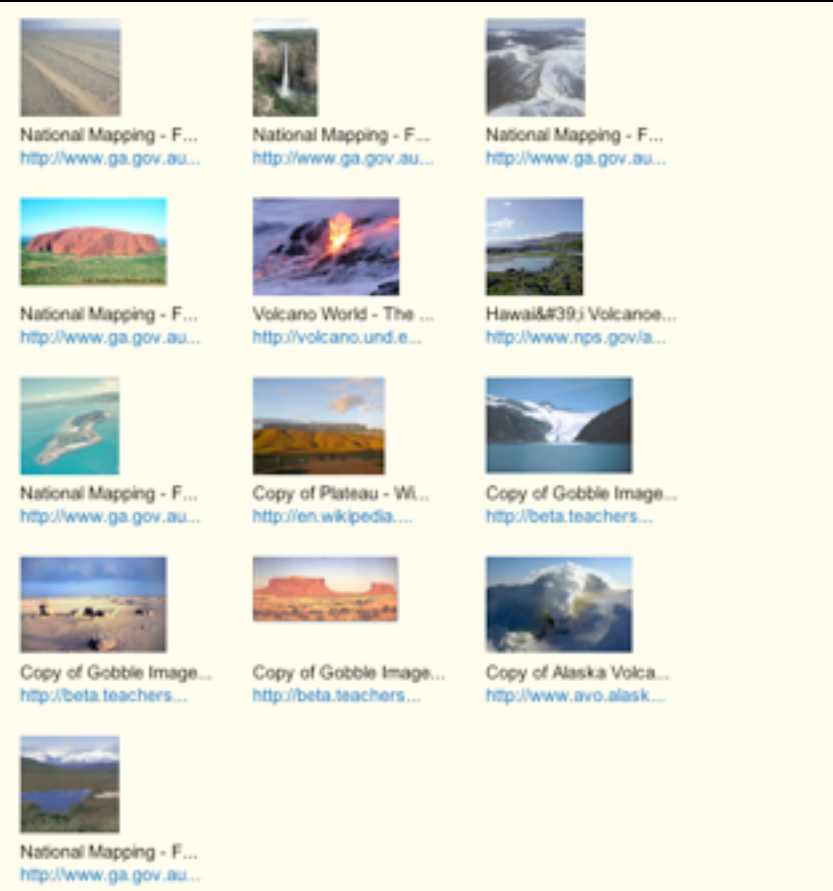 National Mapping - F...
http://www.ga.gov.au...
National Mapping - F...
http://www.ga.gov.au...
National Mapping - F...
http://www.ga.gov.au...
National Mapping - F...
http://www.ga.gov.au...
Volcano World - The ...
http://volcano.und.e...
Hawai&#39;i Volcanoe...
http://www.nps.gov/a...
National Mapping - F...
http://www.ga.gov.au...
Copy of Plateau - Wi...
http://en.wikipedia....
Copy of Gobble Image...
http://beta.teachers...
Copy of Gobble Image...
http://beta.teachers...
Copy of Gobble Image...
http://beta.teachers...
Copy of Alaska Volca...
http://www.avo.alask...
National Mapping - F...
http://www.ga.gov.au...